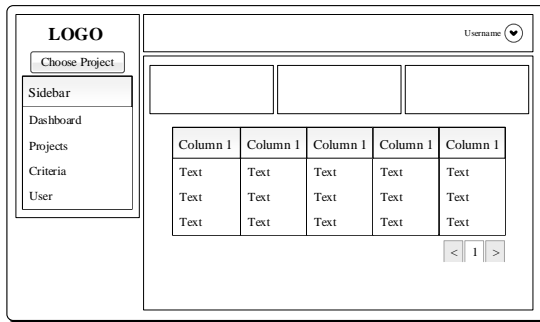 LOGO
Choose Project
Sidebar
Dashboard
Projects
Criteria
User
Username
Column 1 Column 1 Column 1 Column 1 Column 1
Text Text Text Text Text
Text Text Text Text Text
Text Text Text Text Text
< 1 >